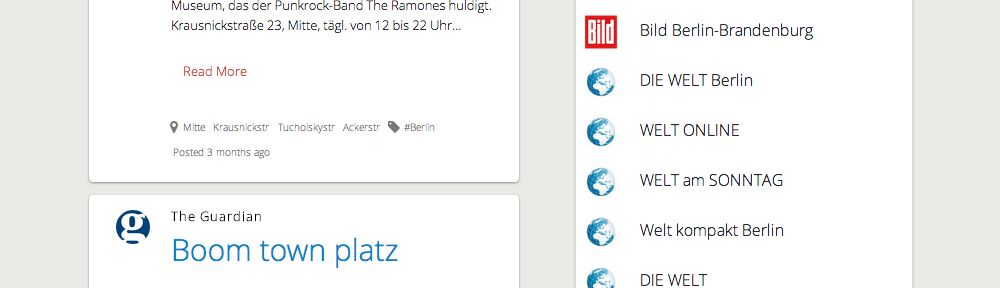 Museum, das der Punkrock-Band The Ramones huldigt.
Krausnickstraße 23, Mitte, tägl. von 12 bis 22 Uhr...
Read More
Mitte Krausnickstr Tucholskystr Ackerstr #Berlin
Posted 3 months ago
g The Guardian
Boom town platz
Bild Bild Berlin-Brandenburg
DIE WELT Berlin
WELT ONLINE
WELT am SONNTAG
Welt kompakt Berlin
DIE WELT